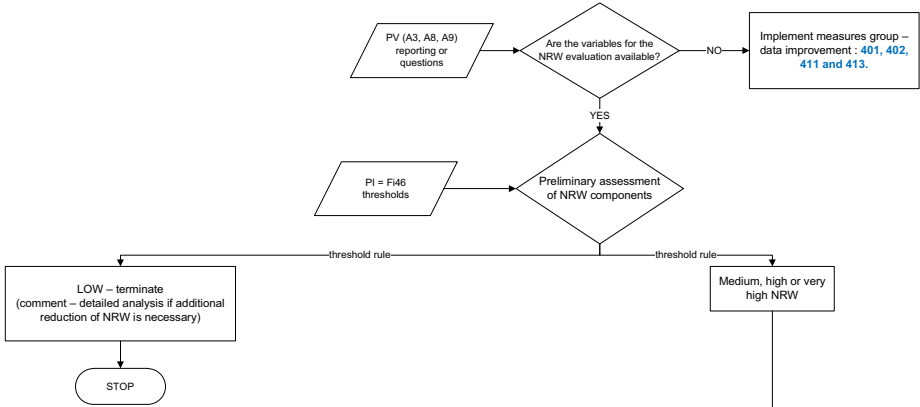 PV (A3, A8, A9)
reporting or
questions
Are the variables for the
NRW evaluation available?
NO
Implement measures group –
data improvement : 401, 402,
411 and 413.
YES
PI = Fi46
thresholds
Preliminary assessment
of NRW components
threshold rule
threshold rule
LOW – terminate
(comment – detailed analysis if additional
reduction of NRW is necessary)
Medium, high or very
high NRW
STOP